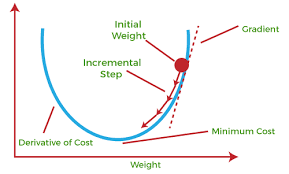 Initial
Weight
Gradient
Incremental
Step
Derivative of Cost
Minimum Cost
Weight